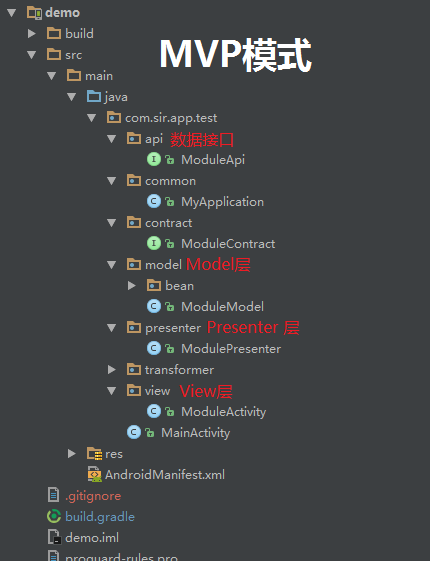 demo
build
MVP模式
src
main
java
com.sir.app.test
api 数据接口
ModuleApi
common
MyApplication
contract
ModuleContract
model Model层
bean
ModuleModel
presenter Presenter 层
ModulePresenter
transformer
view View层
ModuleActivity
MainActivity
res
AndroidManifest.xml
.gitignore
build.gradle
demo.iml
proguard-rules.pro